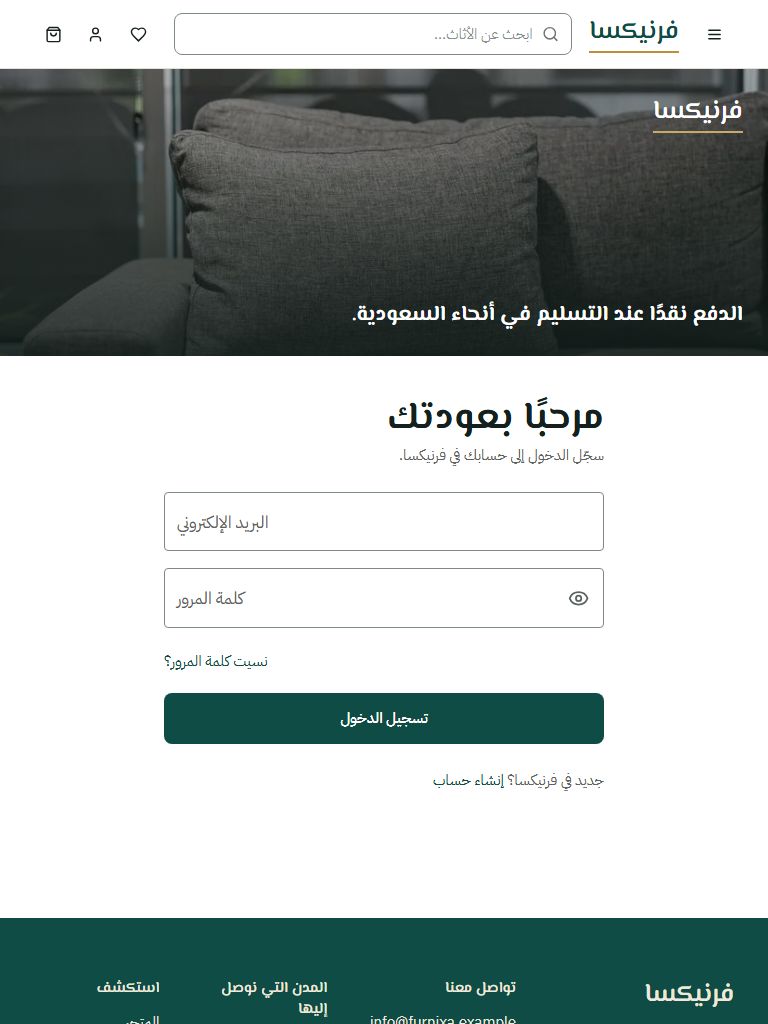 فرنيكسا
ابحث عن الأثاث...
فرنيكسا
الدفع نقدًا عند التسليم في أنحاء السعودية.
مرحبًا بعودتك
سجّل الدخول إلى حسابك في فرنيكسا.
البريد الإلكتروني
كلمة المرور
نسيت كلمة المرور؟
تسجيل الدخول
جديد في فرنيكسا؟ إنشاء حساب
فرنيكسا
تواصل معنا
info@furnixa.example
المدن التي نوصل
إليها
استكشف
المتجر